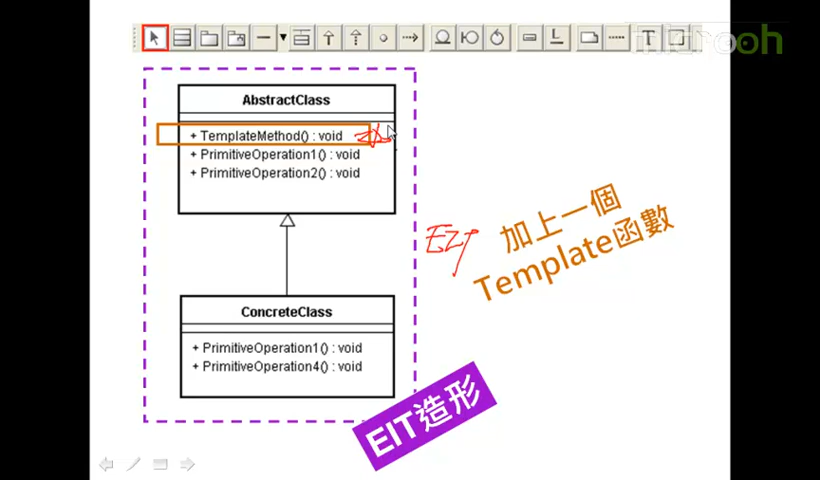 microoh
AbstractClass
+ TemplateMethod() : void
+ PrimitiveOperation1() : void
+ PrimitiveOperation2() : void
加上一個
Template函數
ConcreteClass
+ PrimitiveOperation1() : void
+ PrimitiveOperation4() : void
EIT造形